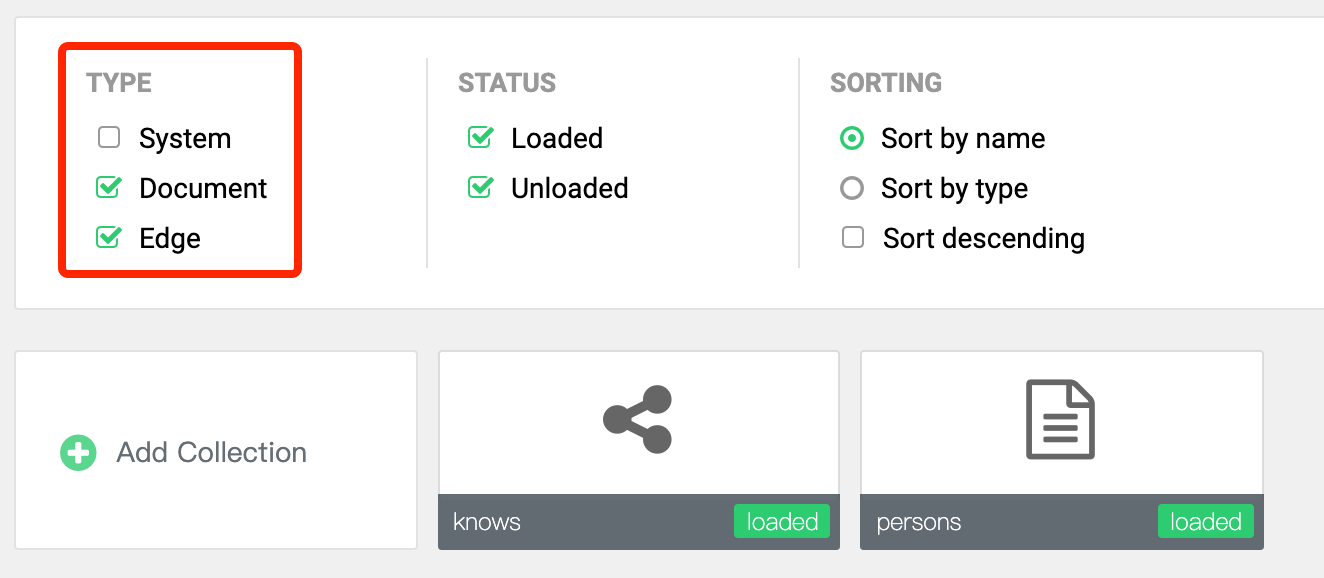 TYPE
System
Document
Edge
STATUS
Loaded
Unloaded
SORTING
Sort by name
Sort by type
Sort descending
Add Collection
knows
loaded
persons
loaded